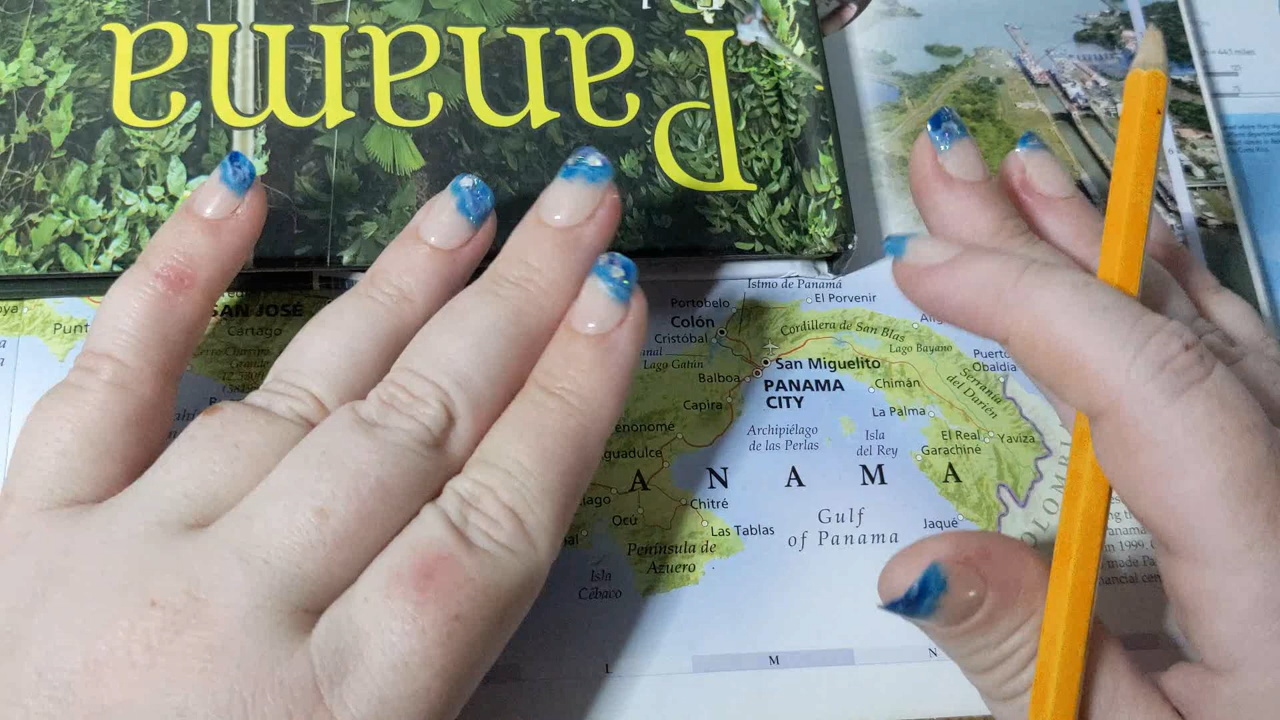 Panama
Istmo de Panamá
Portobelo
El Porvenir
Colón
Cristóbal
Cordillera de San Blas
Lago Bayano
Lago Gatún
San Miguelito
Puerto
Obaldía
Balboa
PANAMA
CITY
Chimán
Serranía
del Darién
Capira
La Palma
Archipiélago
de las Perlas
Isla
del Rey
El Real
Yaviza
Garachiné
A N A M A
Chitré
Ocú
Las Tablas
Gulf
of Panama
Jaqué
Península de
Azuero
Isla
Cébaco
SAN JOSÉ
Cartago
L M N
in 1999
made